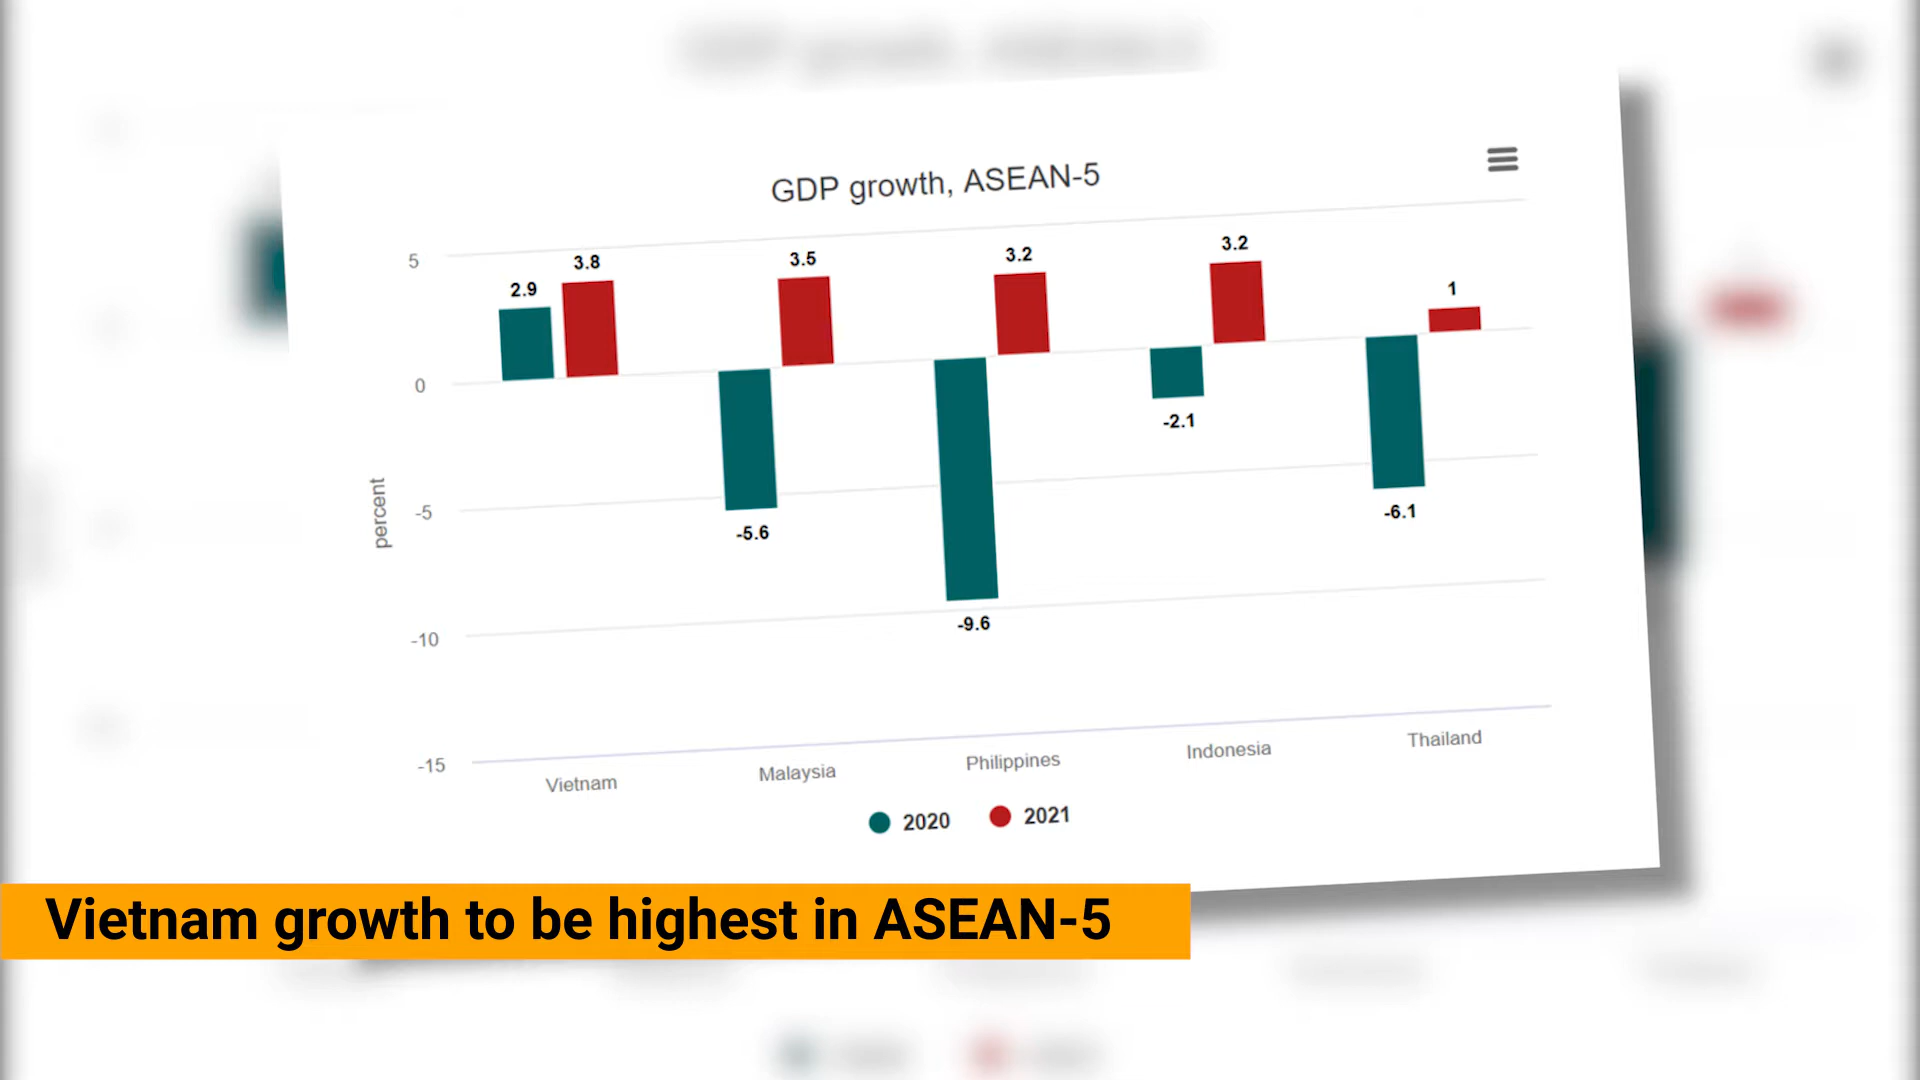 GDP growth, ASEAN-5
5
0
-5
-10
-15
percent
2.9
3.8
-5.6
3.5
-9.6
3.2
-2.1
3.2
-6.1
1
Vietnam
Malaysia
Philippines
Indonesia
Thailand
2020
2021
Vietnam growth to be highest in ASEAN-5